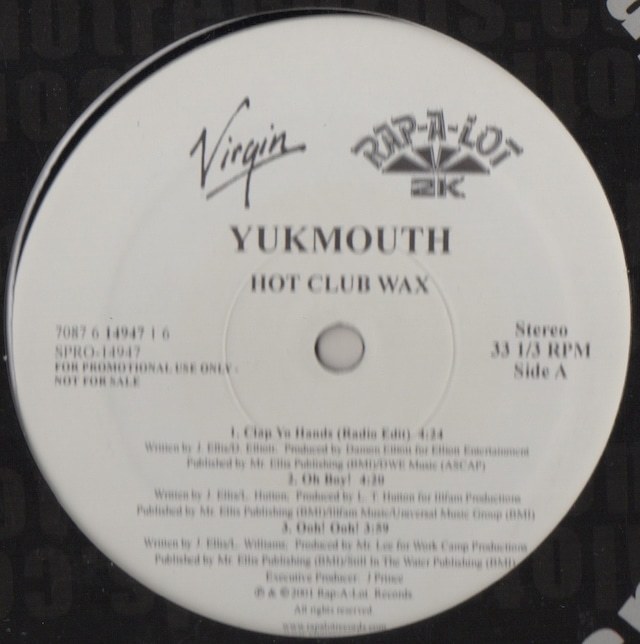 Virgin
RAP-A-LOT
2K
YUKMOUTH
HOT CLUB WAX
7087 6 14947 1 6
SPRO-14947
FOR PROMOTIONAL USE ONLY -
NOT FOR SALE
Stereo
33 1/3 RPM
Side A
1. Clap Yo Hands (Radio Edit) 4:24
Written by J. Ellis/D. Elliott. Produced by Damon Elliott for Elliott Entertainment
Published by Mr. Ellis Publishing (BMI)/DWE Music (ASCAP)
2. Oh Boy! 4:20
Written by J. Ellis/L. Hutton. Produced by L. T. Hutton for Illfam Productions
Published by Mr. Ellis Publishing (BMI)/Illfam Music/Universal Music Group (BMI)
3. Ooh! Ooh! 3:59
Written by J. Ellis/L. Williams. Produced by Mr. Lee for Work Camp Productions
Published by Mr. Ellis Publishing (BMI)/Still In The Water Publishing (BMI)
Executive Producer: J Prince
℗ & © 2001 Rap-A-Lot Records
All rights reserved.
www.rapalotrecords.com